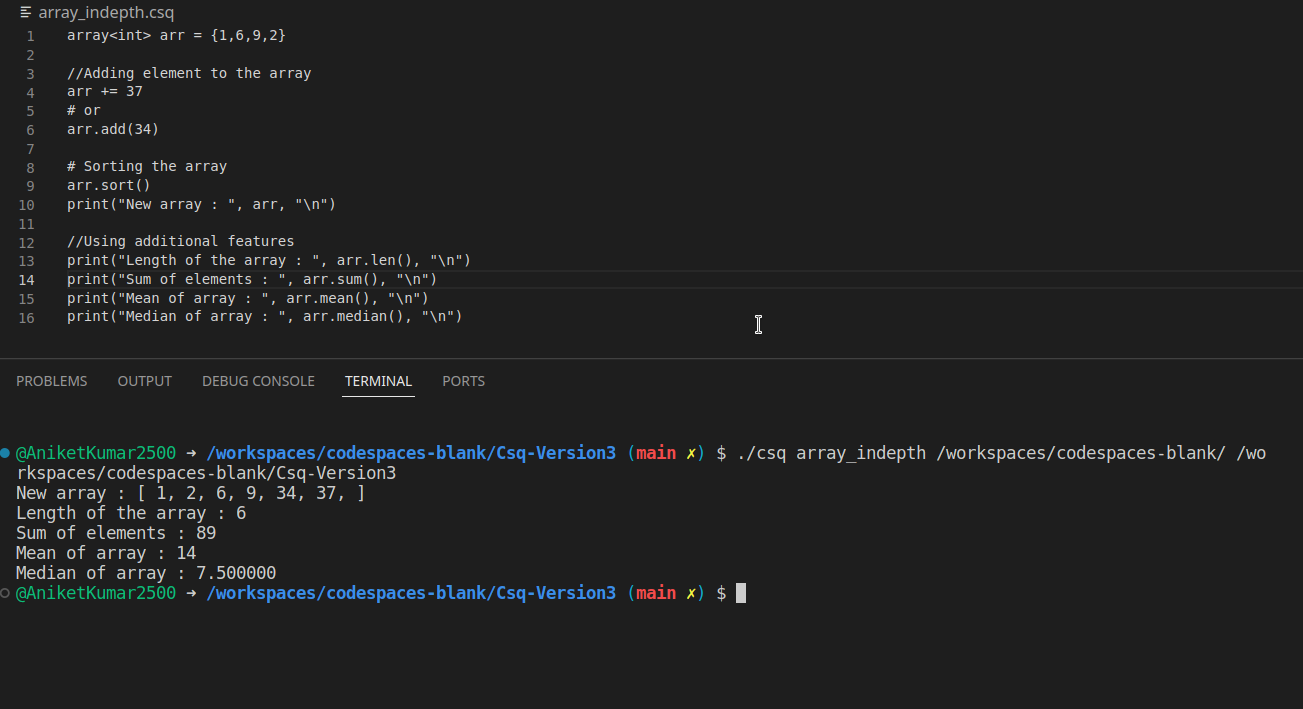 array_indepth.csq
1 array<int> arr = {1,6,9,2}
2
3 //Adding element to the array
4 arr += 37
5 # or
6 arr.add(34)
7
8 # Sorting the array
9 arr.sort()
10 print("New array : ", arr, "\n")
11
12 //Using additional features
13 print("Length of the array : ", arr.len(), "\n")
14 print("Sum of elements : ", arr.sum(), "\n")
15 print("Mean of array : ", arr.mean(), "\n")
16 print("Median of array : ", arr.median(), "\n")
PROBLEMS OUTPUT DEBUG CONSOLE TERMINAL PORTS
@AniketKumar2500 → /workspaces/codespaces-blank/Csq-Version3 (main ✗) $ ./csq array_indepth /workspaces/codespaces-blank/ /wo
rkspaces/codespaces-blank/Csq-Version3
New array : [ 1, 2, 6, 9, 34, 37, ]
Length of the array : 6
Sum of elements : 89
Mean of array : 14
Median of array : 7.500000
@AniketKumar2500 → /workspaces/codespaces-blank/Csq-Version3 (main ✗) $